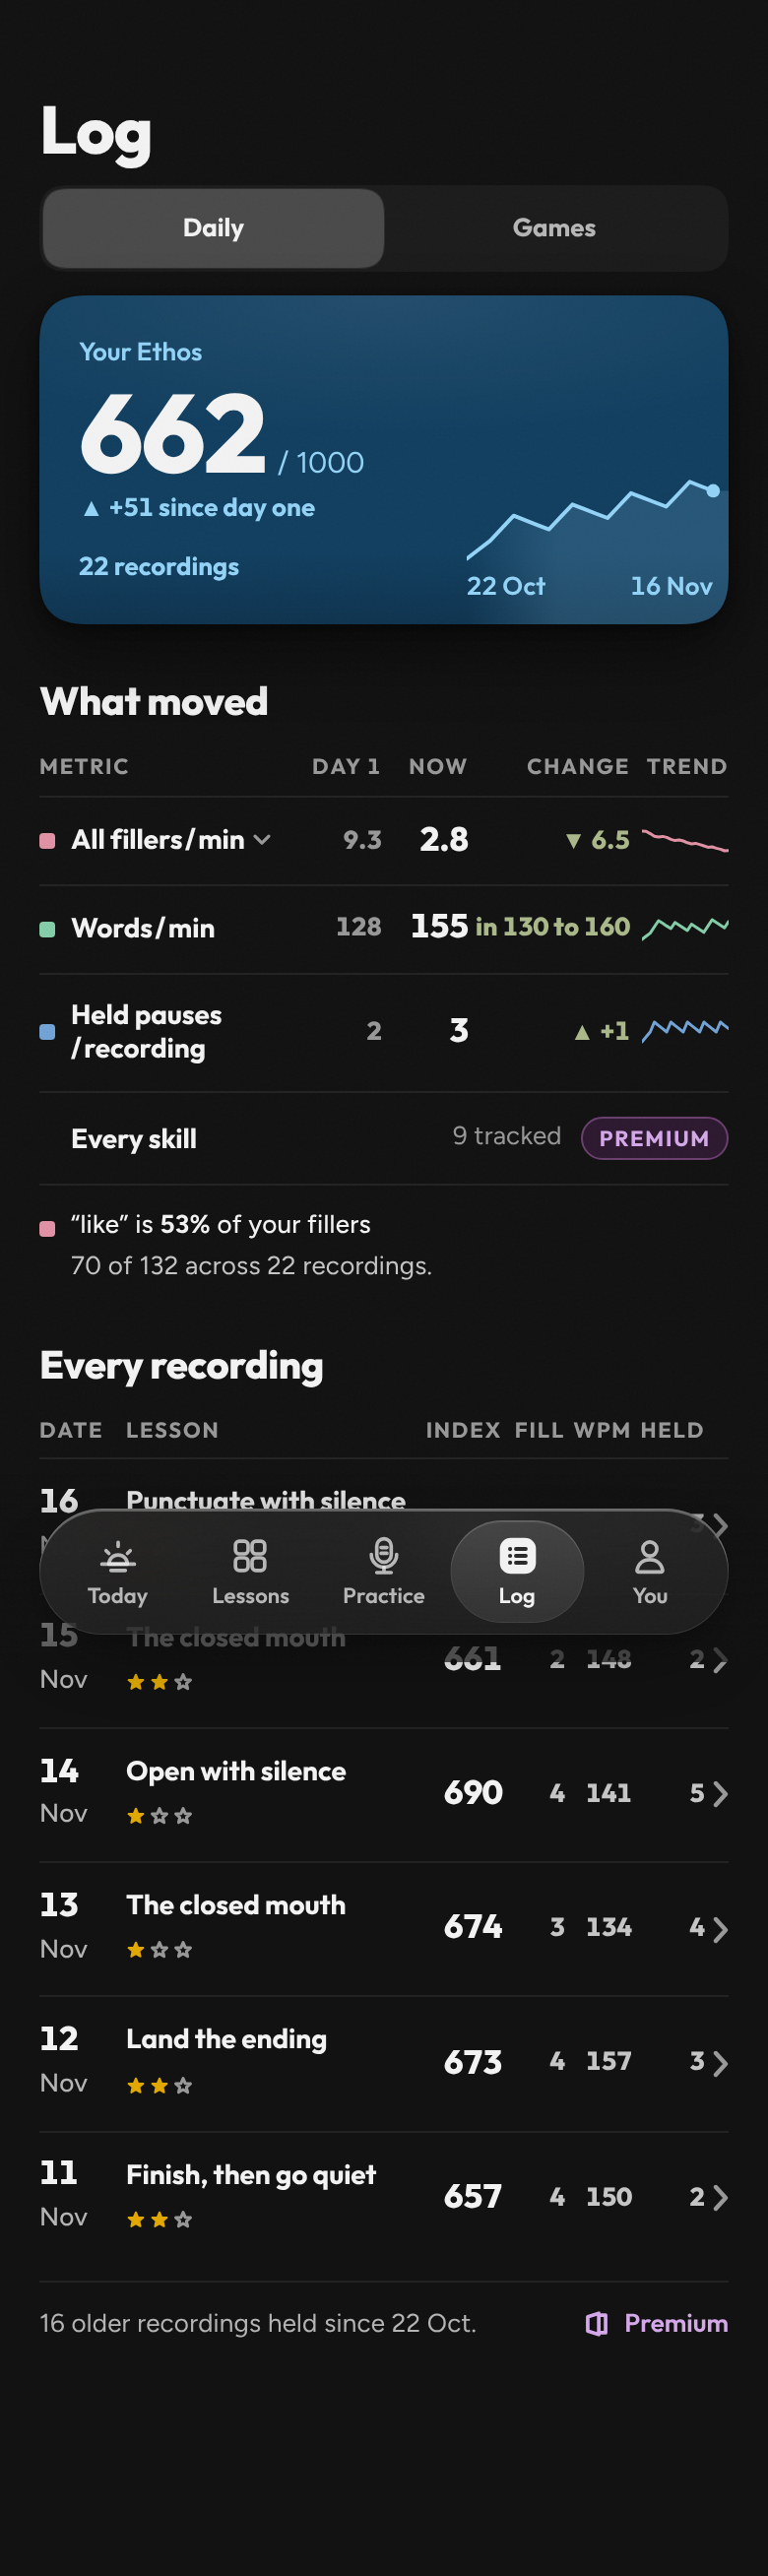 Log
Daily
Games
Your Ethos
662 / 1000
▲ +51 since day one
22 recordings
22 Oct
16 Nov
What moved
METRIC DAY 1 NOW CHANGE TREND
All fillers/min 9.3 2.8 ▼ 6.5
Words/min 128 155 in 130 to 160
Held pauses
/recording 2 3 ▲ +1
Every skill 9 tracked PREMIUM
“like” is 53% of your fillers
70 of 132 across 22 recordings.
Every recording
DATE LESSON INDEX FILL WPM HELD
16 Punctuate with silence
Today Lessons Practice Log You
15 The closed mouth
Nov 661 2 148 2
14 Open with silence
Nov 690 4 141 5
13 The closed mouth
Nov 674 3 134 4
12 Land the ending
Nov 673 4 157 3
11 Finish, then go quiet
Nov 657 4 150 2
16 older recordings held since 22 Oct. Premium